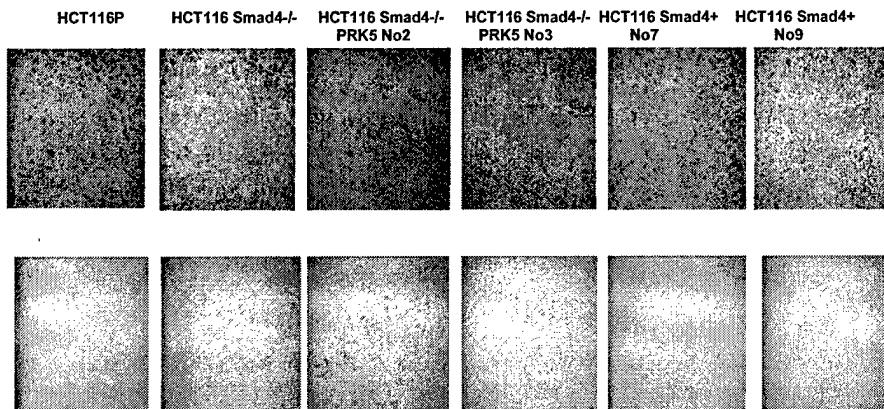 HCT116P
HCT116 Smad4-/-
HCT116 Smad4-/-
PRK5 No2
HCT116 Smad4-/-
PRK5 No3
HCT116 Smad4+
No7
HCT116 Smad4+
No9